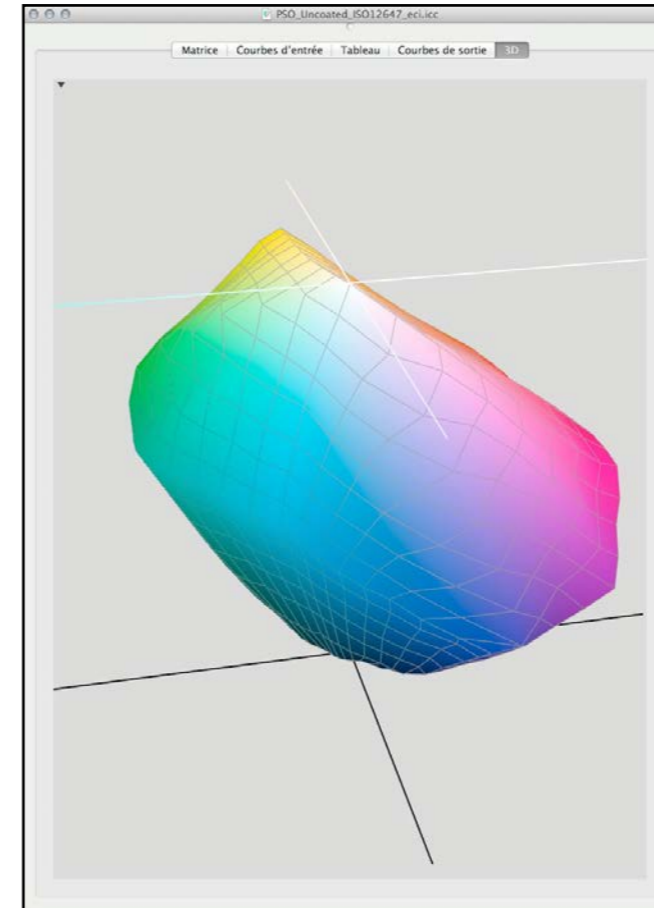 PSO_Uncoated_ISO12647_eci.icc
Matrice Courbes d'entrée Tableau Courbes de sortie 3D